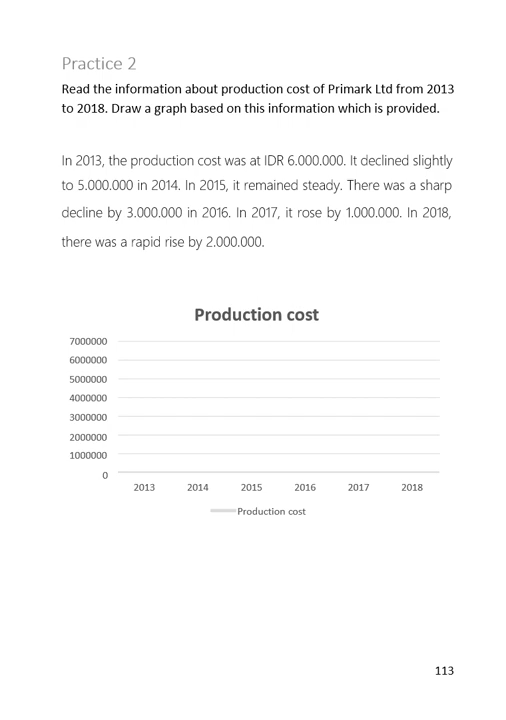 Practice 2
Read the information about production cost of Primark Ltd from 2013
to 2018. Draw a graph based on this information which is provided.
In 2013, the production cost was at IDR 6.000.000. It declined slightly
to 5.000.000 in 2014. In 2015, it remained steady. There was a sharp
decline by 3.000.000 in 2016. In 2017, it rose by 1.000.000. In 2018,
there was a rapid rise by 2.000.000.
Production cost
7000000
6000000
5000000
4000000
3000000
2000000
1000000
0
2013 2014 2015 2016 2017 2018
Production cost
113